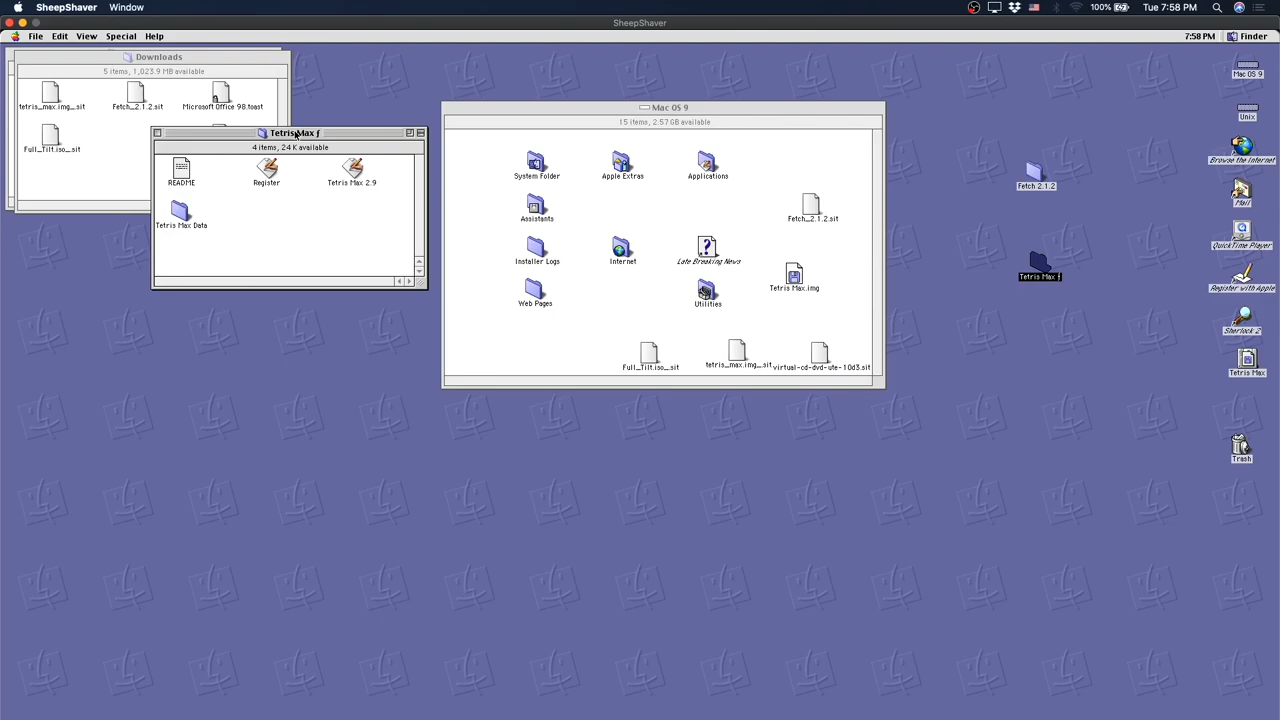 SheepShaver Window 100% Tue 7:58 PM
SheepShaver
File Edit View Special Help 7:58 PM Finder
Downloads
5 items, 1,023.9 MB available
tetris_max.img_.sit Fetch_2.1.2.sit Microsoft Office 98.toast
Full_Tilt.iso_.sit
Tetris Max ƒ
4 items, 24 K available
README Register Tetris Max 2.9
Tetris Max Data
Mac OS 9
15 items, 2.57 GB available
System Folder Apple Extras Applications
Assistants Fetch_2.1.2.sit
Installer Logs Internet Late Breaking News
Tetris Max.img
Web Pages Utilities
Full_Tilt.iso_.sit tetris_max.img_.sit virtual-cd-dvd-ute-10d3.sit
Fetch 2.1.2
Tetris Max ƒ
Mac OS 9
Unix
Browse the Internet
Mail
QuickTime Player
Register with Apple
Sherlock 2
Tetris Max
Trash